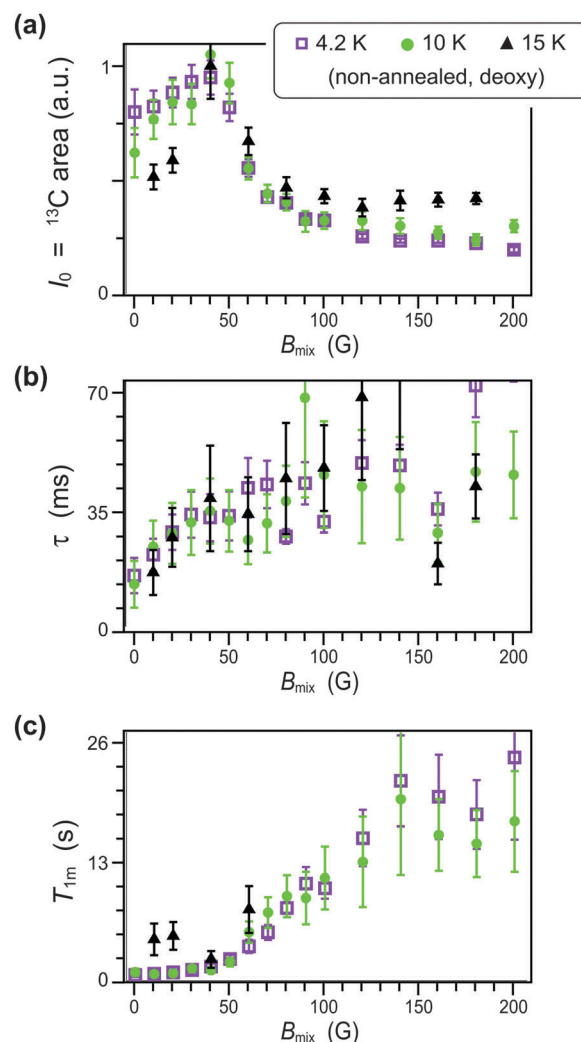 (a)
4.2 K 10 K 15 K
(non-annealed, deoxy)
I₀ = ¹³C area (a.u.)
1
0
0 50 100 150 200
Bmix (G)
(b)
τ (ms)
70
35
0
0 50 100 150 200
Bmix (G)
(c)
T1m (s)
26
13
0
0 50 100 150 200
Bmix (G)